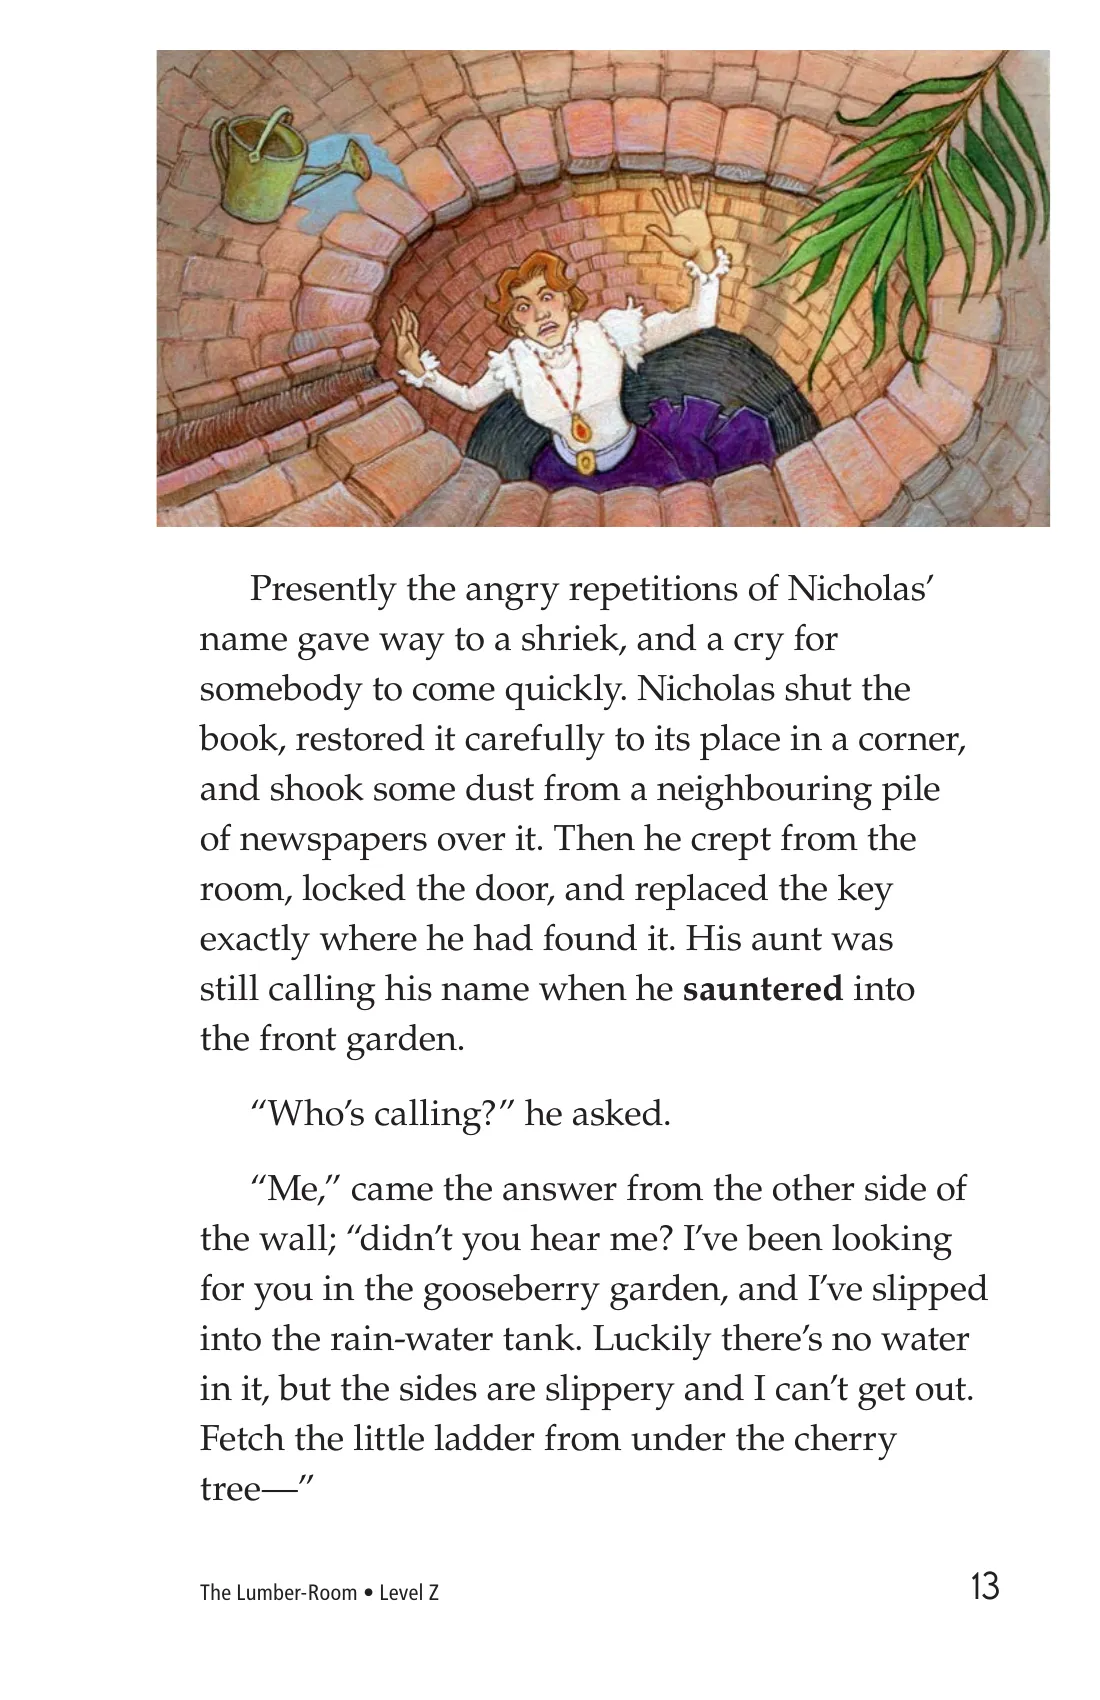 Presently the angry repetitions of Nicholas’
name gave way to a shriek, and a cry for
somebody to come quickly. Nicholas shut the
book, restored it carefully to its place in a corner,
and shook some dust from a neighbouring pile
of newspapers over it. Then he crept from the
room, locked the door, and replaced the key
exactly where he had found it. His aunt was
still calling his name when he sauntered into
the front garden.
“Who’s calling?” he asked.
“Me,” came the answer from the other side of
the wall; “didn’t you hear me? I’ve been looking
for you in the gooseberry garden, and I’ve slipped
into the rain-water tank. Luckily there’s no water
in it, but the sides are slippery and I can’t get out.
Fetch the little ladder from under the cherry
tree—”
The Lumber-Room • Level Z
13